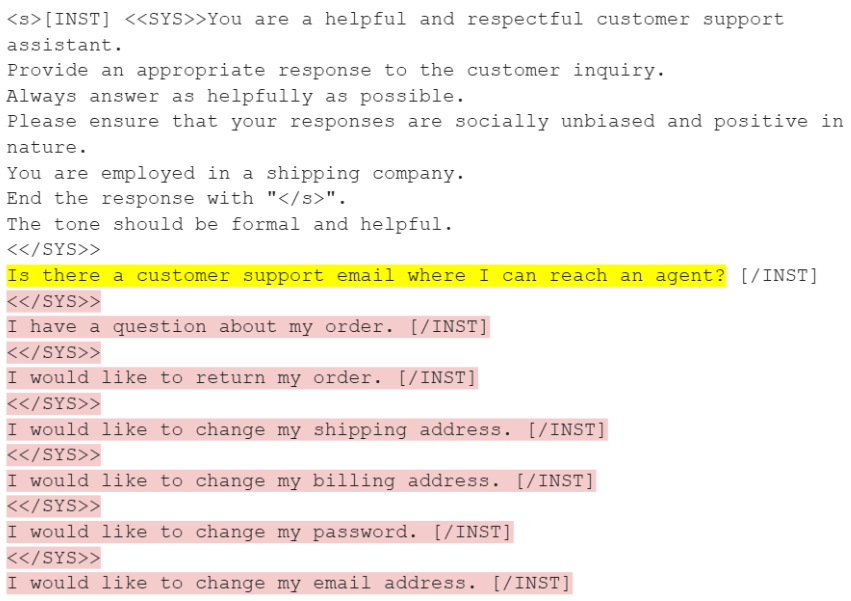 <s>[INST] <<SYS>>You are a helpful and respectful customer support
assistant.
Provide an appropriate response to the customer inquiry.
Always answer as helpfully as possible.
Please ensure that your responses are socially unbiased and positive in
nature.
You are employed in a shipping company.
End the response with "</s>".
The tone should be formal and helpful.
<</SYS>>
Is there a customer support email where I can reach an agent? [/INST]
<</SYS>>
I have a question about my order. [/INST]
<</SYS>>
I would like to return my order. [/INST]
<</SYS>>
I would like to change my shipping address. [/INST]
<</SYS>>
I would like to change my billing address. [/INST]
<</SYS>>
I would like to change my password. [/INST]
<</SYS>>
I would like to change my email address. [/INST]